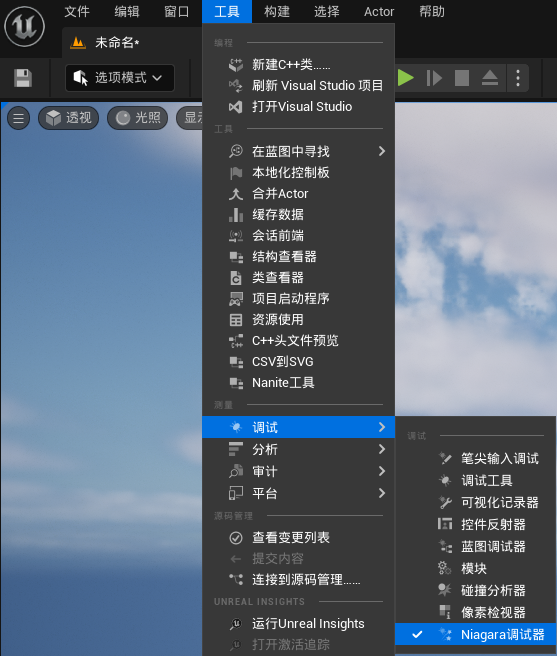 文件 编辑 窗口 工具 构建 选择 Actor 帮助
未命名*
选项模式
透视 光照
编程
新建C++类……
刷新 Visual Studio 项目
打开Visual Studio
工具
在蓝图中寻找
本地化控制板
合并Actor
缓存数据
会话前端
结构查看器
类查看器
项目启动程序
资源使用
C++头文件预览
CSV到SVG
Nanite工具
测量
调试
分析
审计
平台
源码管理
查看变更列表
提交内容
连接到源码管理……
UNREAL INSIGHTS
运行Unreal Insights
打开激活追踪
调试
笔尖输入调试
调试工具
可视化记录器
控件反射器
蓝图调试器
模块
碰撞分析器
像素检视器
Niagara调试器